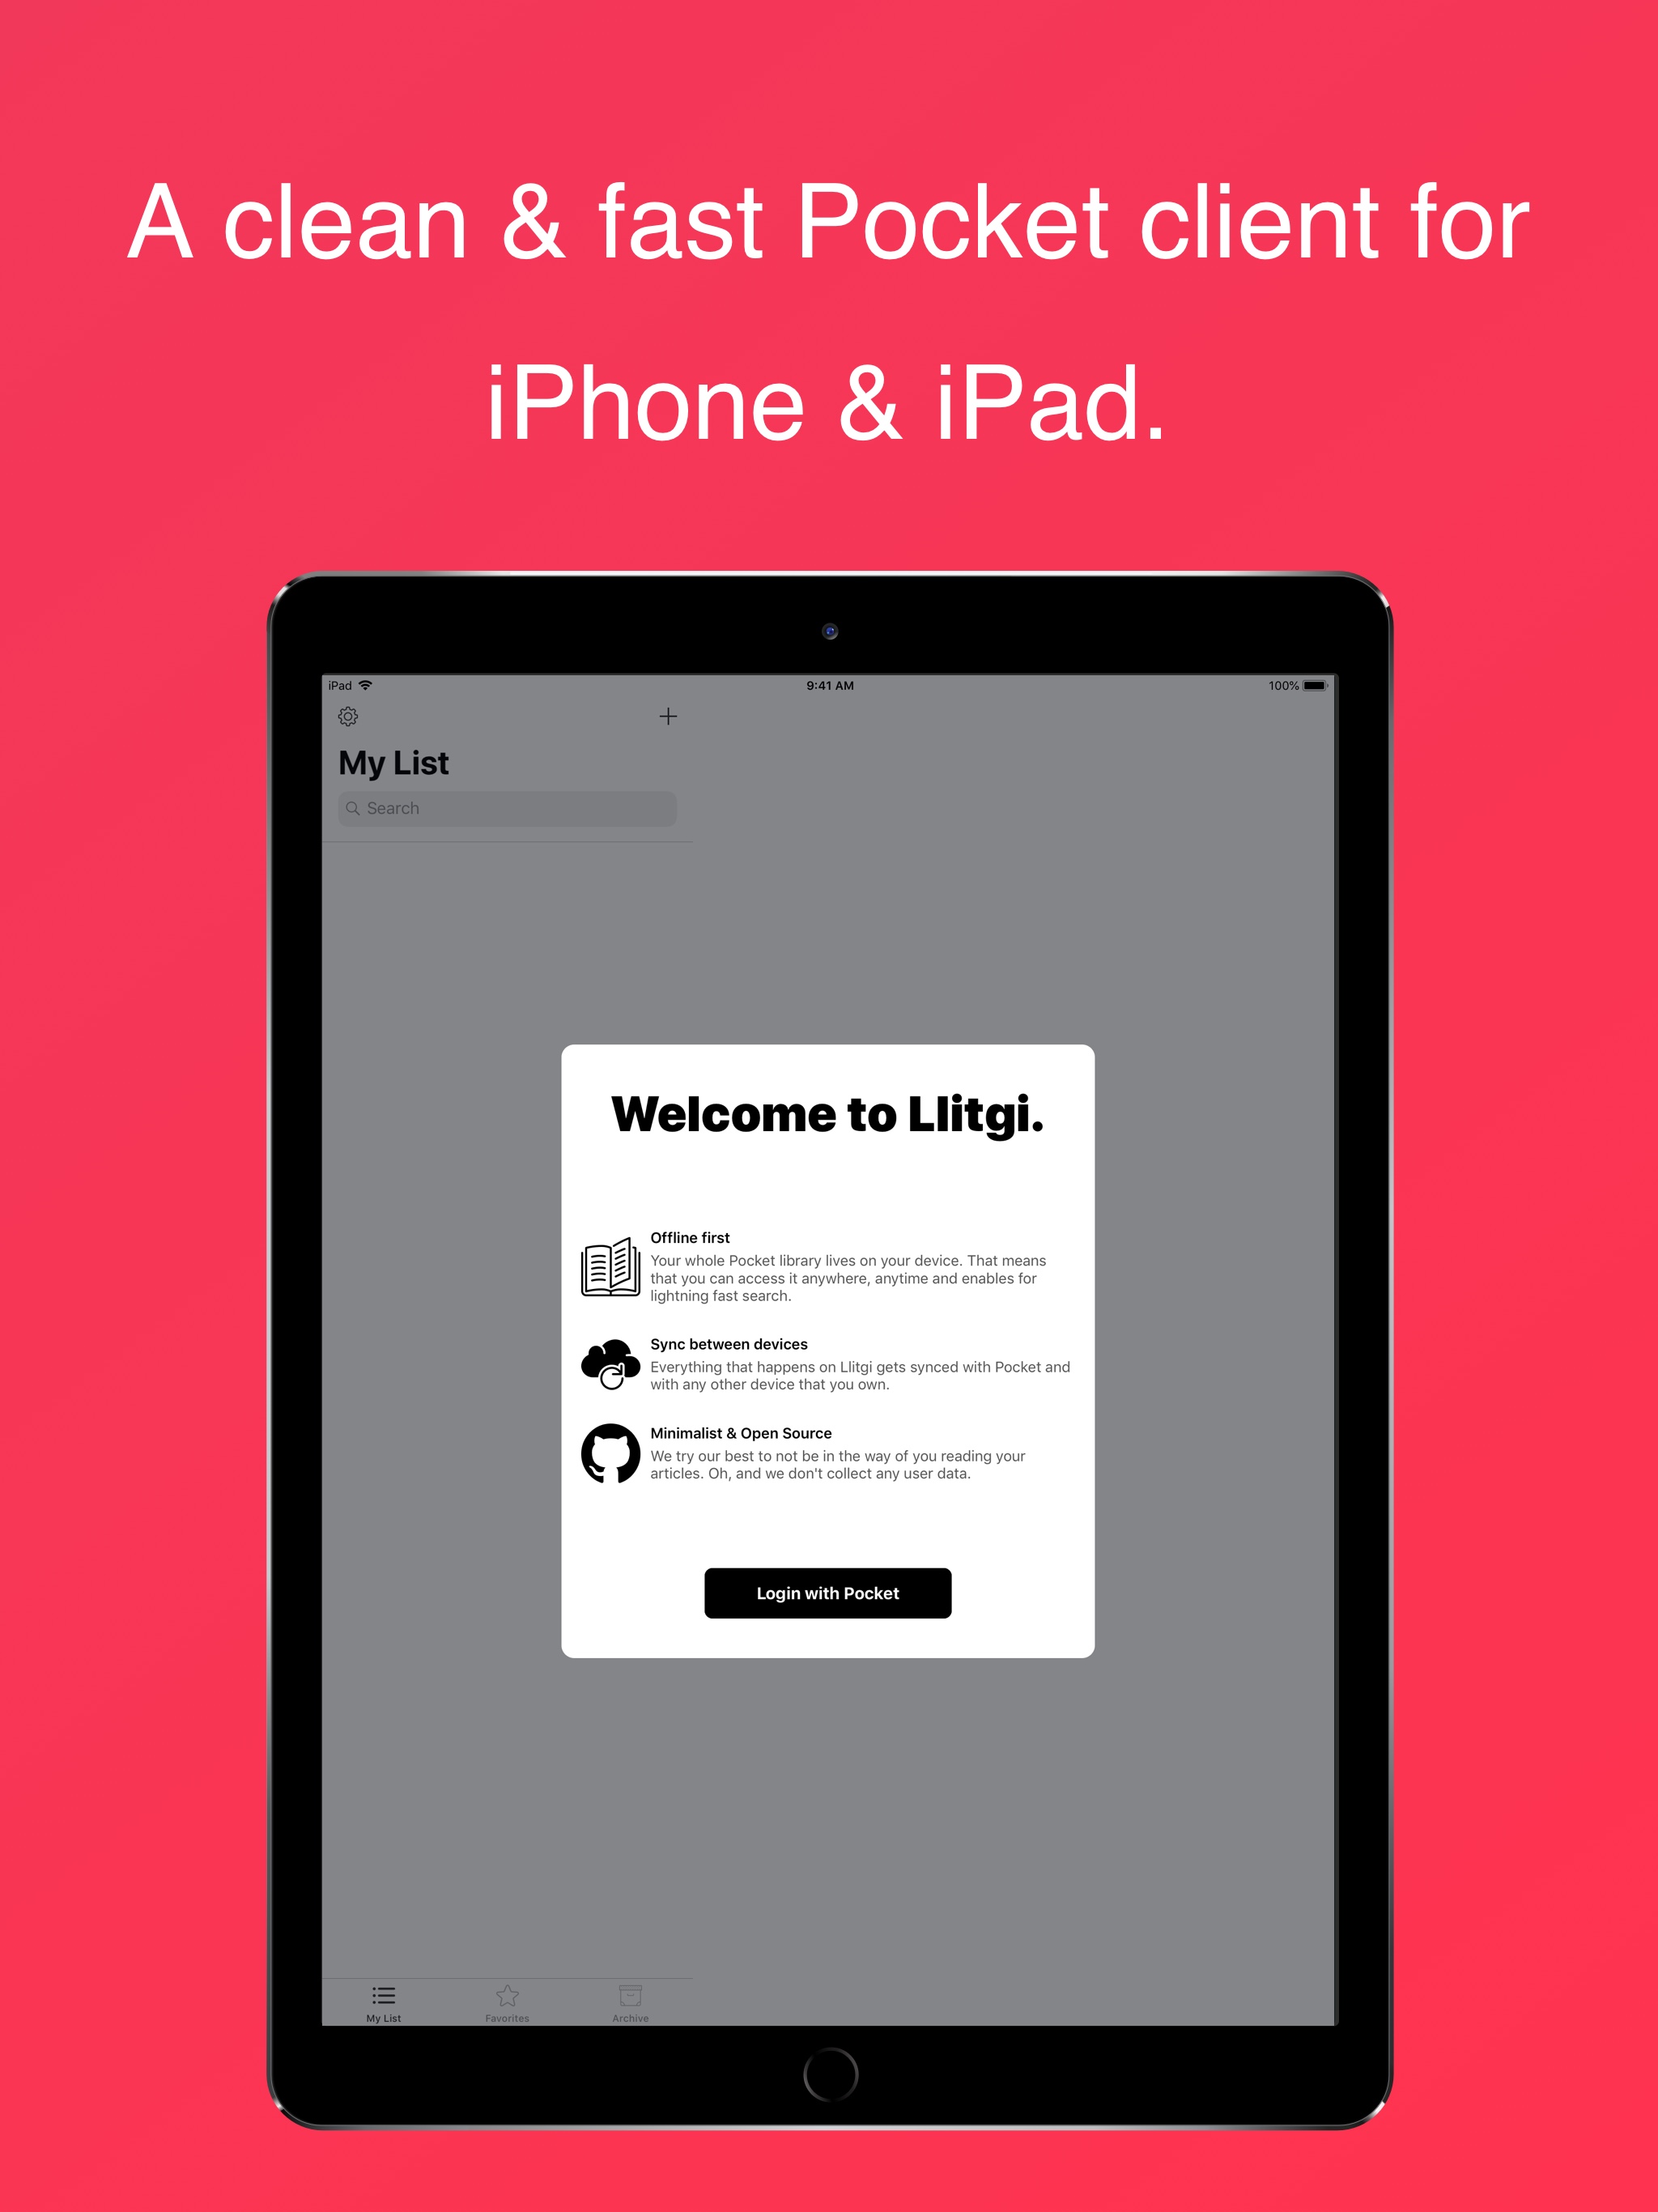 A clean & fast Pocket client for
iPhone & iPad.
iPad
9:41 AM
100%
My List
Search
Welcome to Llitgi.
Offline first
Your whole Pocket library lives on your device. That means
that you can access it anywhere, anytime and enables for
lightning fast search.
Sync between devices
Everything that happens on Llitgi gets synced with Pocket and
with any other device that you own.
Minimalist & Open Source
We try our best to not be in the way of you reading your
articles. Oh, and we don't collect any user data.
Login with Pocket
My List
Favorites
Archive